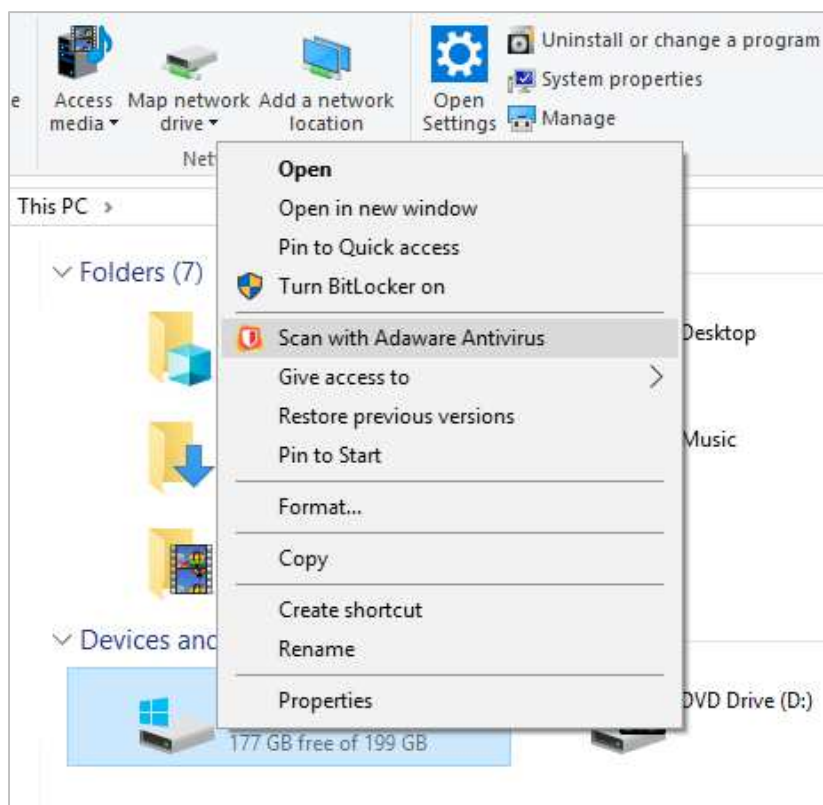 e
Access media
Map network drive
Add a network location
Open Settings
Uninstall or change a program
System properties
Manage
Net
This PC
Folders (7)
Open
Open in new window
Pin to Quick access
Turn BitLocker on
Scan with Adaware Antivirus
Give access to
Restore previous versions
Pin to Start
Format...
Copy
Create shortcut
Rename
Properties
Desktop
Music
Devices and
177 GB free of 199 GB
DVD Drive (D:)